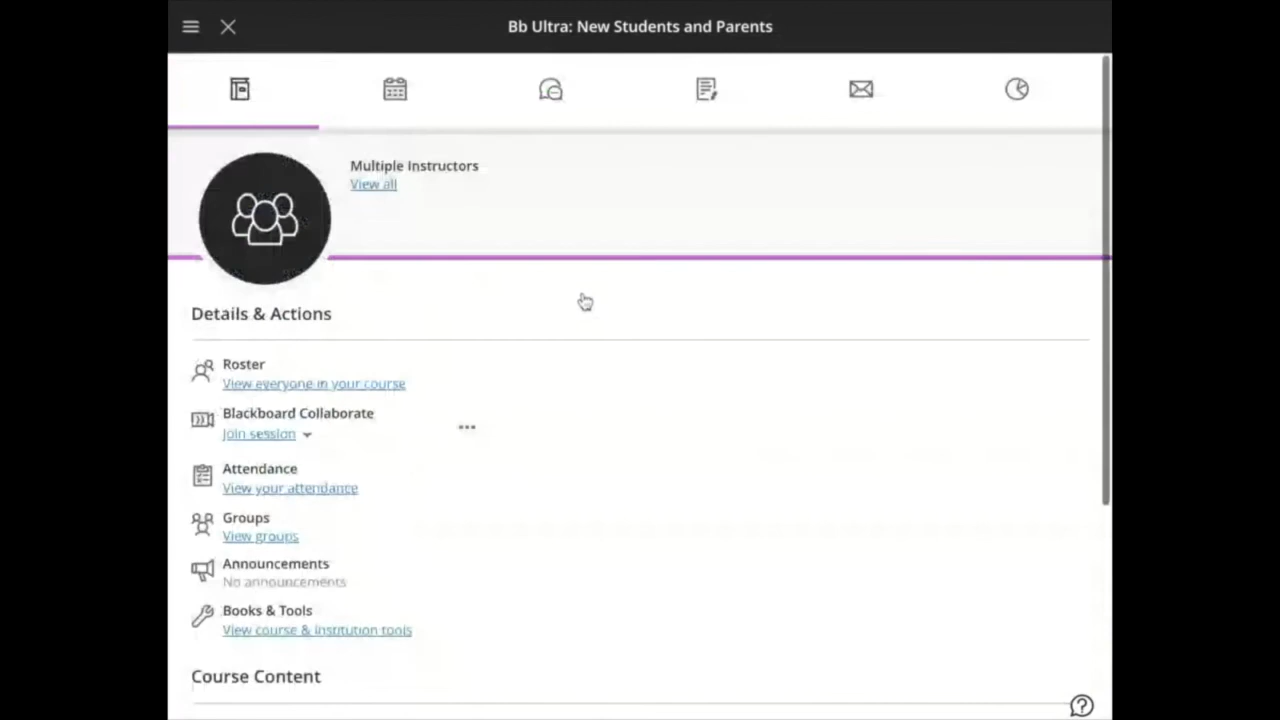 Bb Ultra: New Students and Parents
Multiple Instructors
View all
Details & Actions
Roster
View everyone in your course
Blackboard Collaborate
Join session
Attendance
View your attendance
Groups
View groups
Announcements
No announcements
Books & Tools
View course & institution tools
Course Content